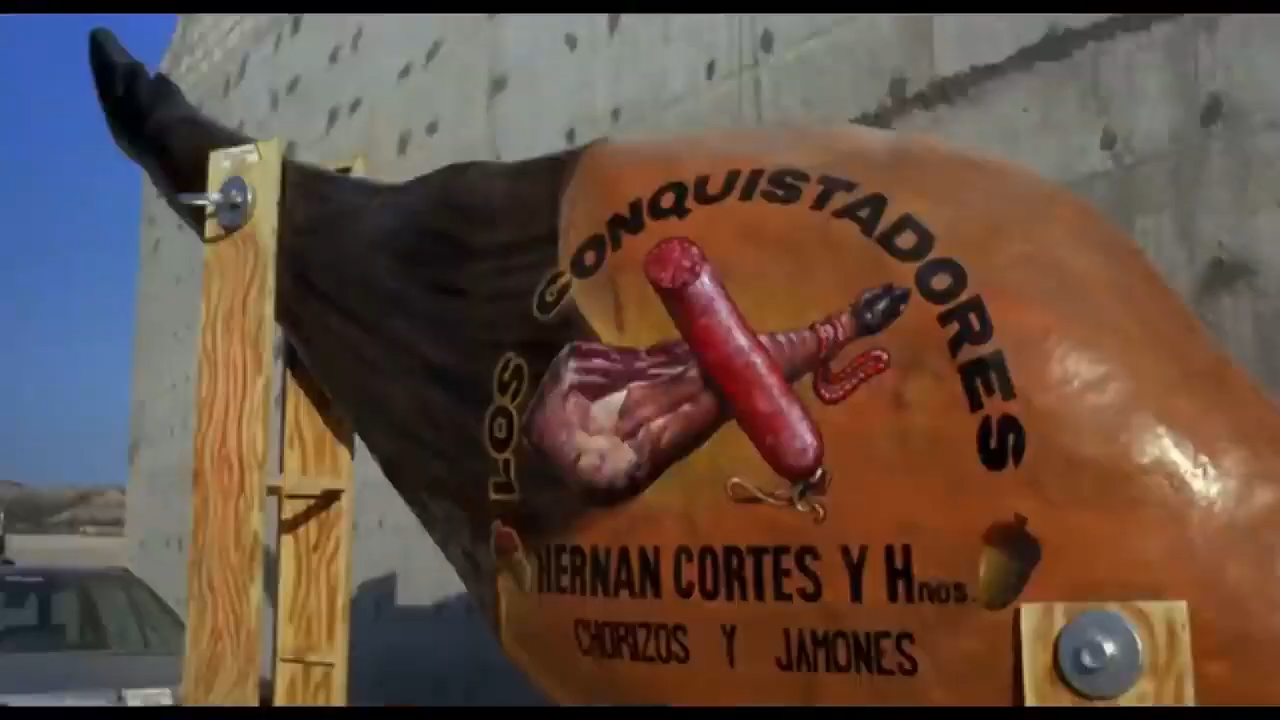 LOS CONQUISTADORES
HERNAN CORTES Y Hnos.
CHORIZOS Y JAMONES